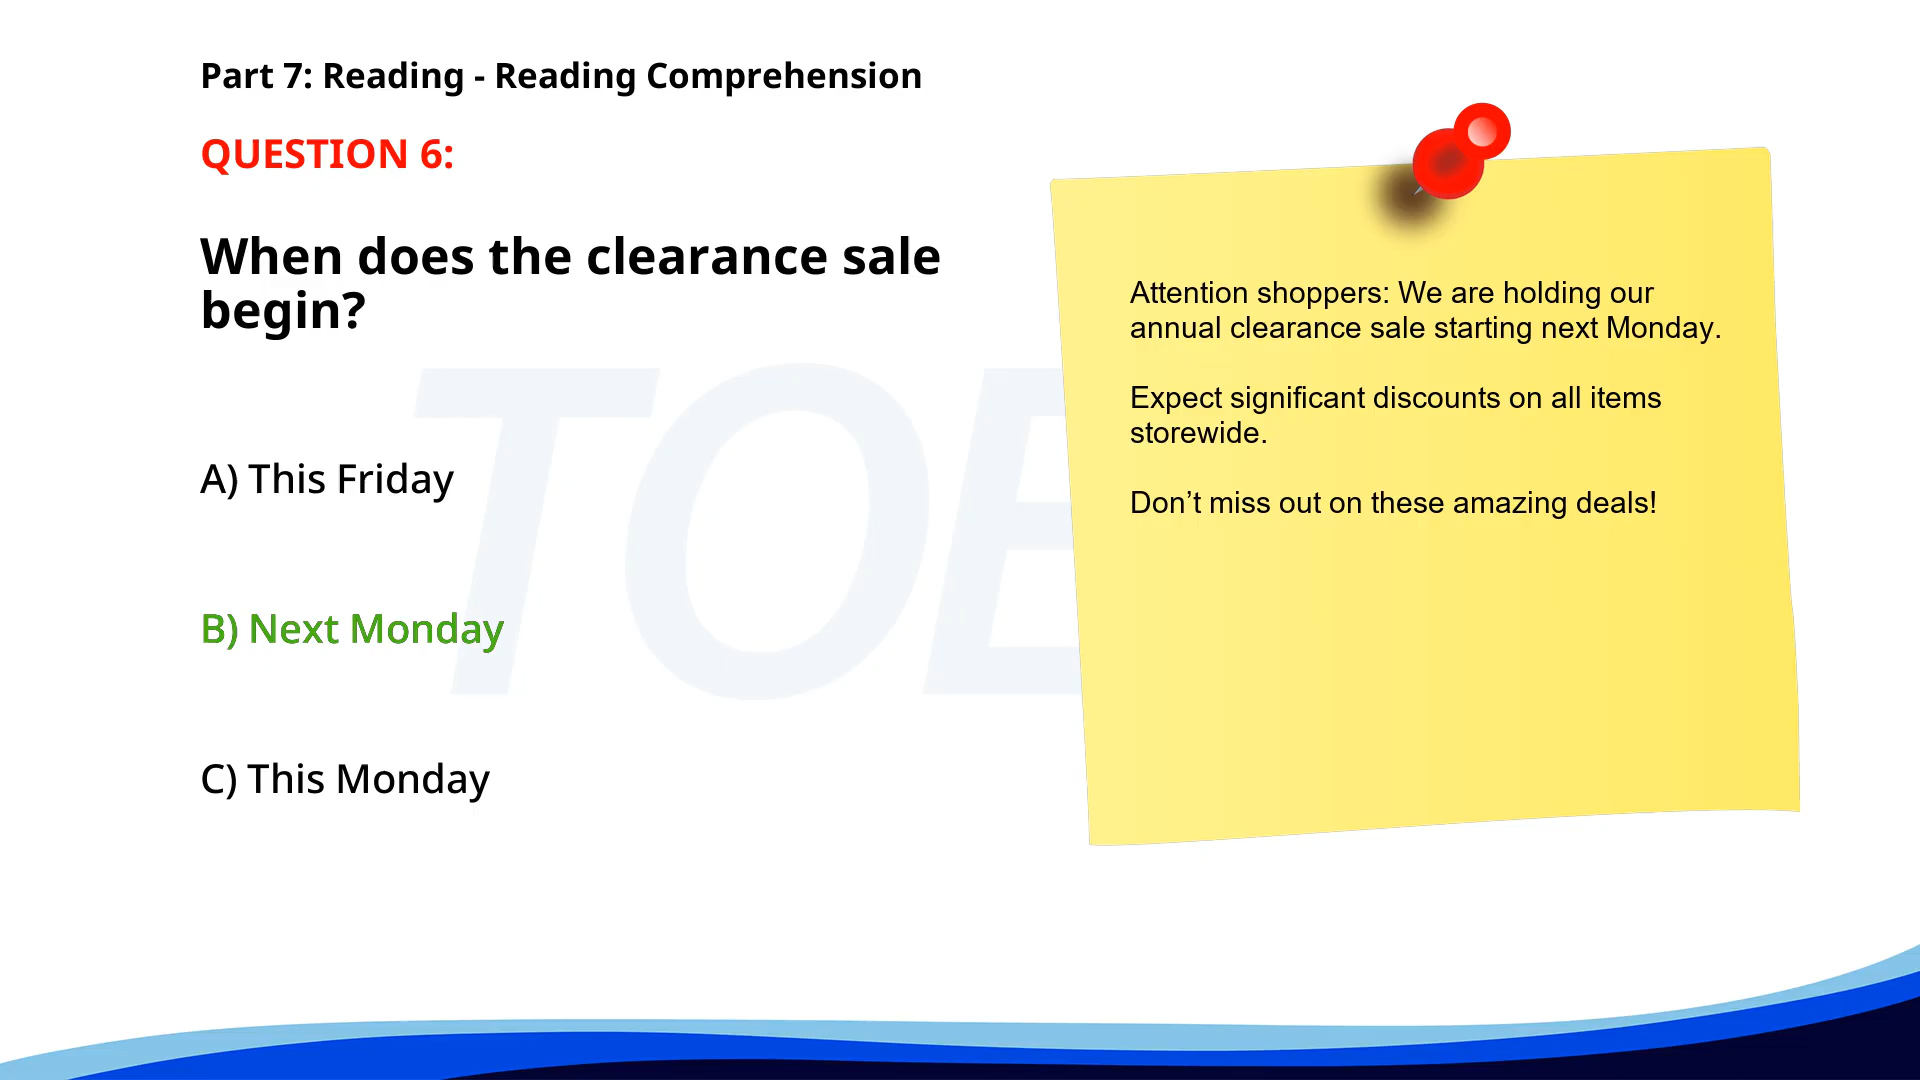 Part 7: Reading - Reading Comprehension
QUESTION 6:
When does the clearance sale
begin?
A) This Friday
B) Next Monday
C) This Monday
Attention shoppers: We are holding our
annual clearance sale starting next Monday.
Expect significant discounts on all items
storewide.
Don’t miss out on these amazing deals!
TOE